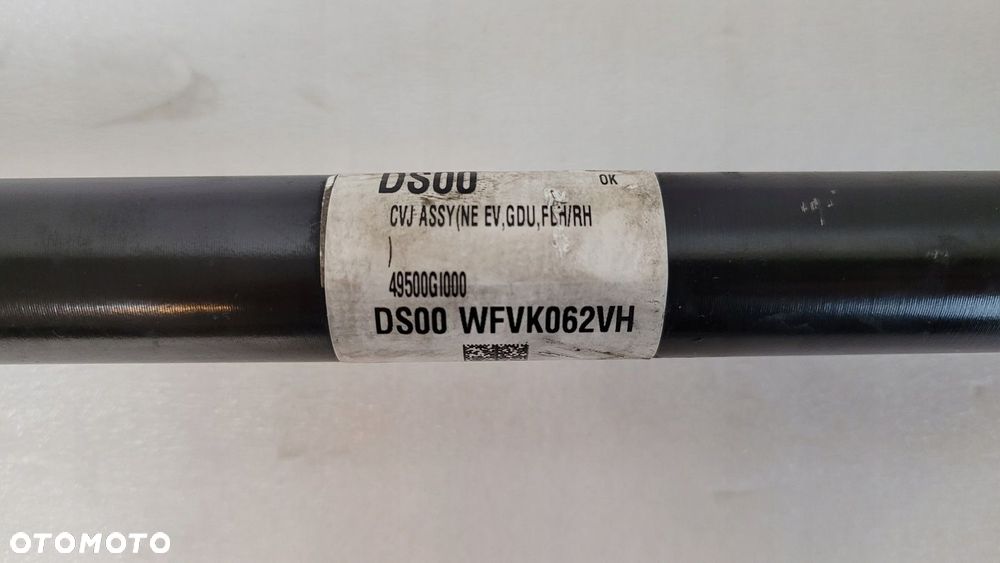 DS00 OK
CVJ ASSY(NE EV,GDU,FLH/RH
)
49500GI000
DS00 WFVK062VH
OTOMOTO